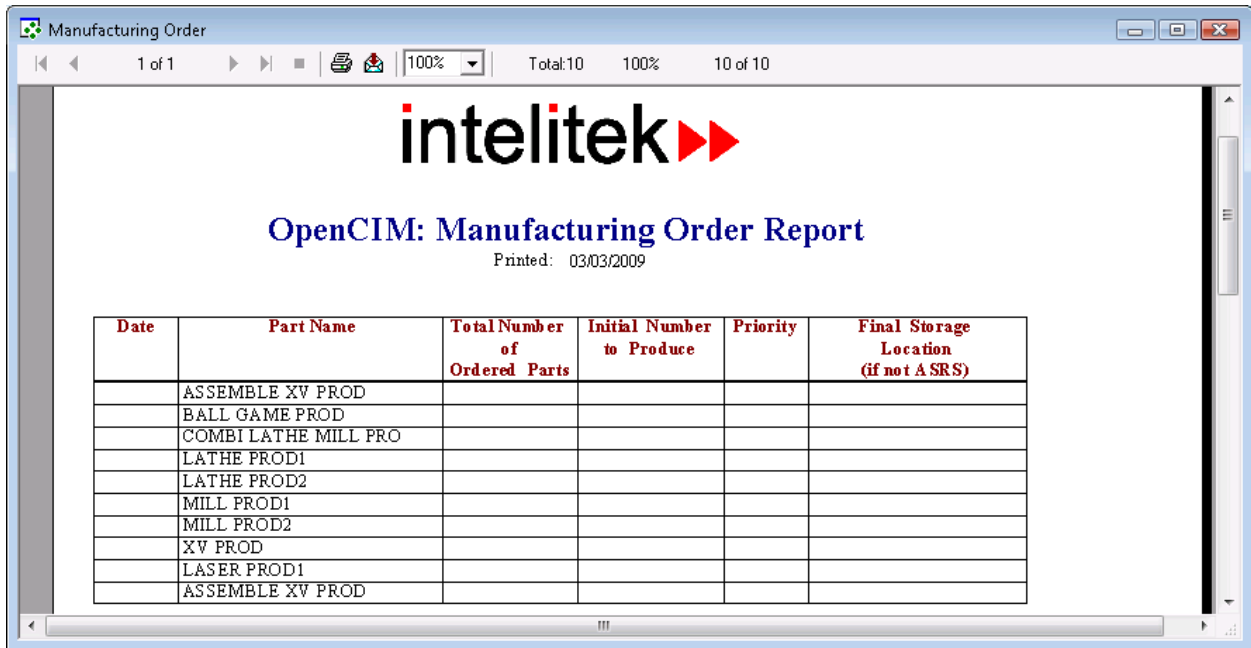 Manufacturing Order
1 of 1 100% Total:10 100% 10 of 10
intelitek
OpenCIM: Manufacturing Order Report
Printed: 03/03/2009
Date Part Name Total Number Initial Number Priority Final Storage
of to Produce Location
Ordered Parts (if not ASRS)
ASSEMBLE XV PROD
BALL GAME PROD
COMBI LATHE MILL PRO
LATHE PROD1
LATHE PROD2
MILL PROD1
MILL PROD2
XV PROD
LASER PROD1
ASSEMBLE XV PROD